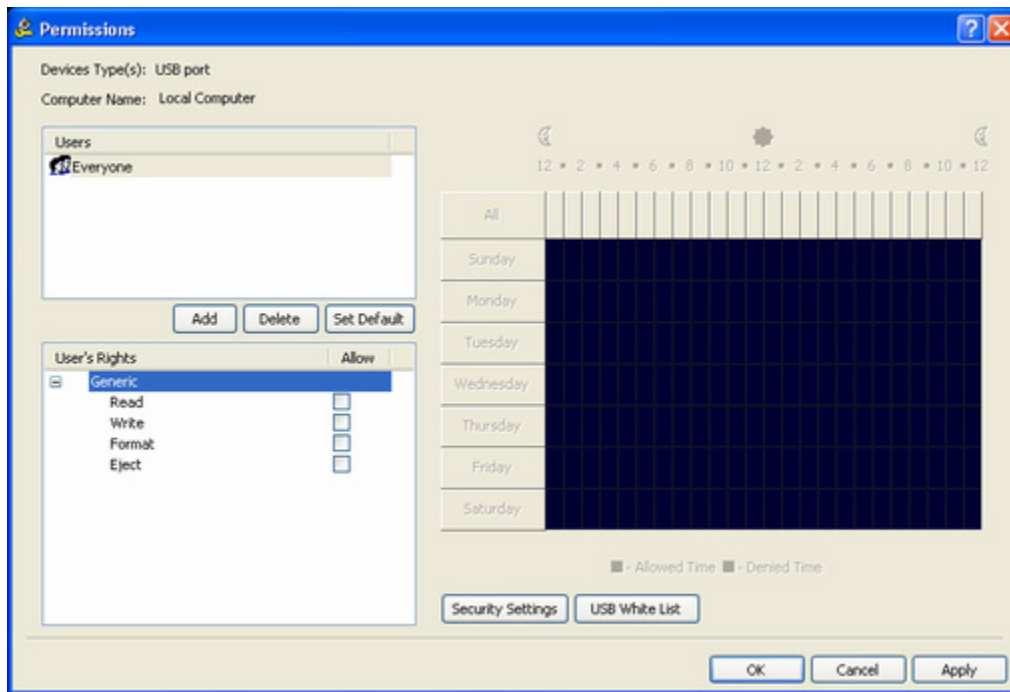 Permissions
Devices Type(s): USB port
Computer Name: Local Computer
Users
Everyone
Add Delete Set Default
User's Rights Allow
Generic
Read
Write
Format
Eject
12 • 2 • 4 • 6 • 8 • 10 • 12 • 2 • 4 • 6 • 8 • 10 • 12
All
Sunday
Monday
Tuesday
Wednesday
Thursday
Friday
Saturday
- Allowed Time - Denied Time
Security Settings USB White List
OK Cancel Apply